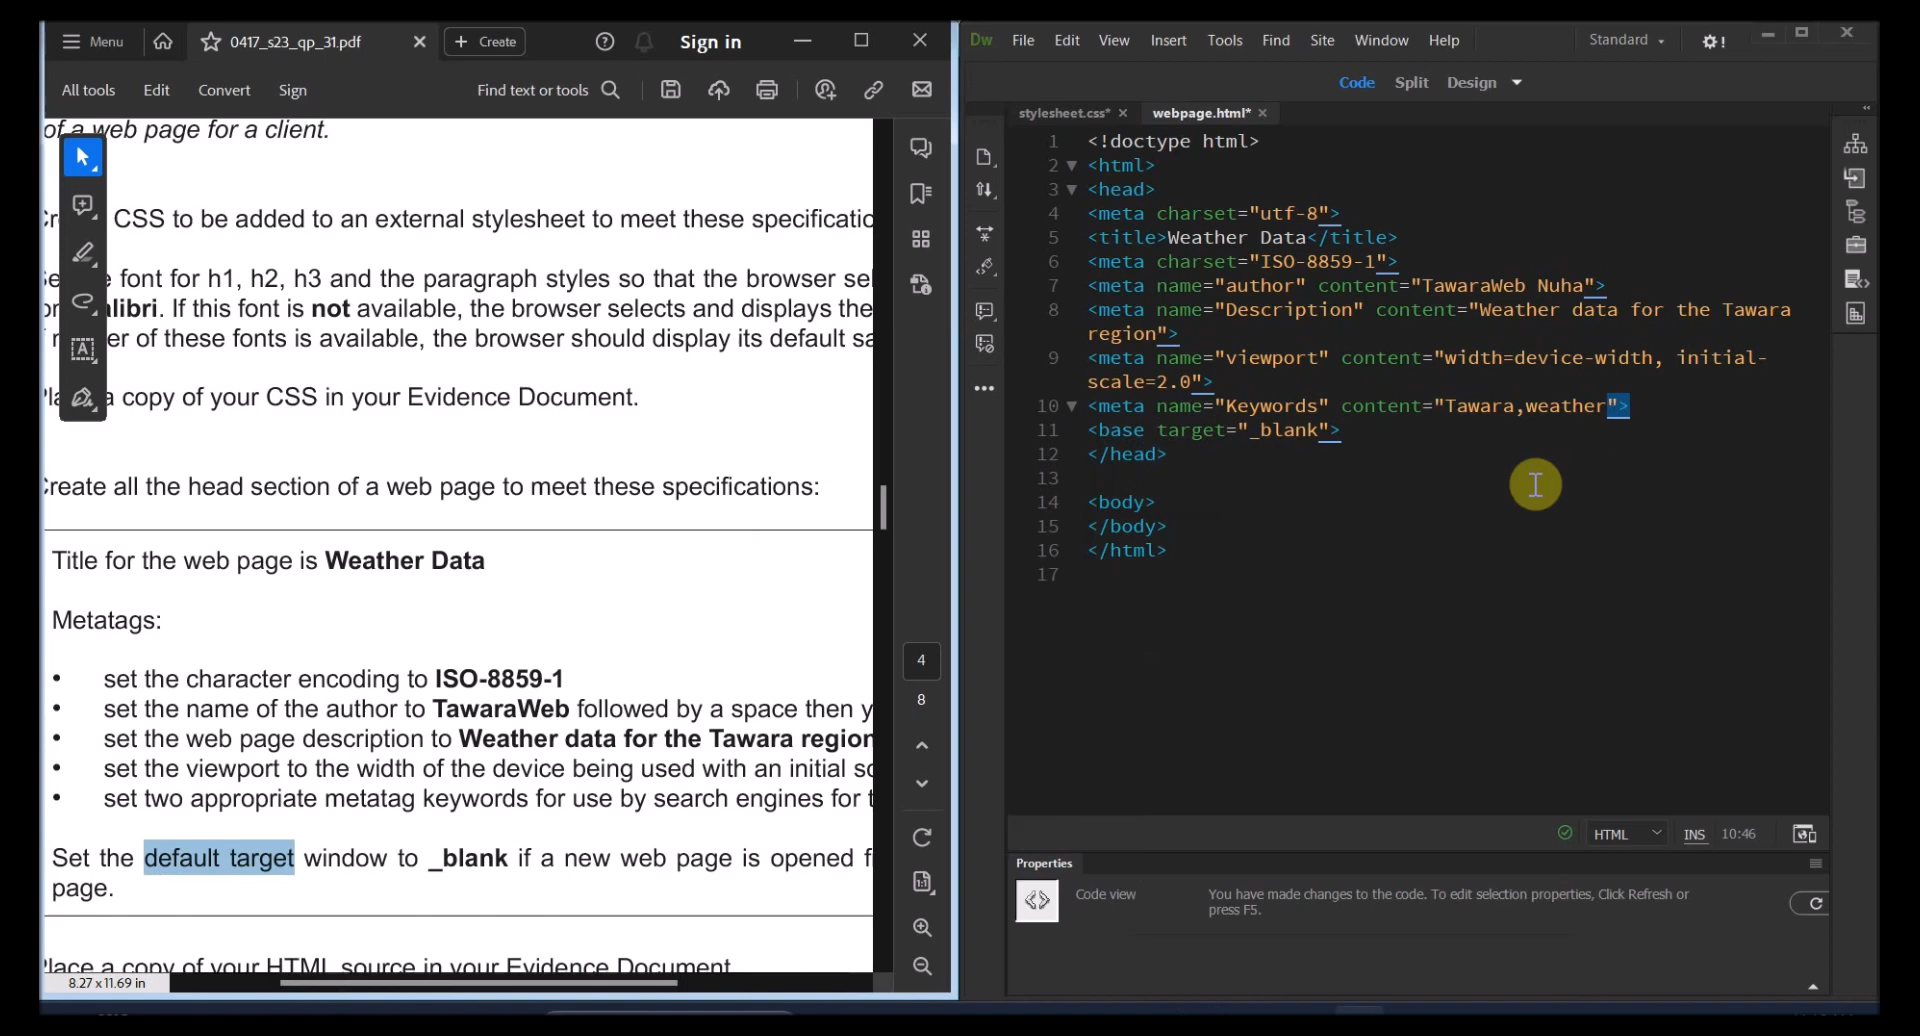 Menu
0417_s23_qp_31.pdf
Create
Sign in
All tools
Edit
Convert
Sign
Find text or tools
of a web page for a client.
CSS to be added to an external stylesheet to meet these
font for h1, h2, h3 and the paragraph styles so that the browser
. If this font is not available, the browser selects and displays the
of these fonts is available, the browser should display its default
copy of your CSS in your Evidence Document.
Create all the head section of a web page to meet these specifications:
Title for the web page is Weather Data
Metatags:
• set the character encoding to ISO-8859-1
• set the name of the author to TawaraWeb followed by a space then
• set the web page description to Weather data for the Tawara region
• set the viewport to the width of the device being used with an initial
• set two appropriate metatag keywords for use by search engines for
Set the default target window to _blank if a new web page is opened
page.
Place a copy of your HTML source in your Evidence Document
8.27 x 11.69 in
4
8
Dw
File
Edit
View
Insert
Tools
Find
Site
Window
Help
Standard
Code
Split
Design
stylesheet.css*
webpage.html*
1 <!doctype html>
2 <html>
3 <head>
4 <meta charset="utf-8">
5 <title>Weather Data</title>
6 <meta charset="ISO-8859-1">
7 <meta name="author" content="TawaraWeb Nuha">
8 <meta name="Description" content="Weather data for the Tawara
region">
9 <meta name="viewport" content="width=device-width, initial-
scale=2.0">
10 <meta name="Keywords" content="Tawara,weather">
11 <base target="_blank">
12 </head>
13
14 <body>
15 </body>
16 </html>
17
HTML
INS
10:46
Properties
Code view
You have made changes to the code. To edit selection properties, Click Refresh or
press F5.